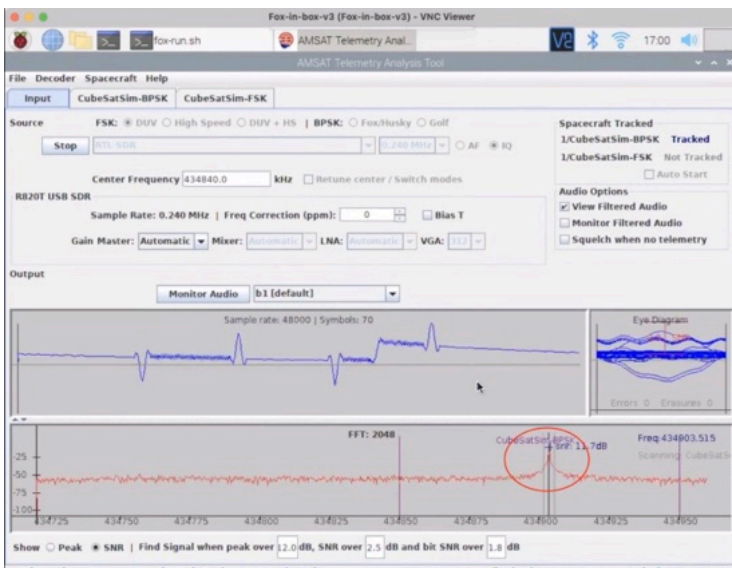 Fox-in-box-v3 (Fox-in-box-v3) - VNC Viewer
fox-run.sh AMSAT Telemetry Anal... V2 17:00
AMSAT Telemetry Analysis Tool
File Decoder Spacecraft Help
Input CubeSatSim-BPSK CubeSatSim-FSK
Source FSK: DUV High Speed DUV + HS | BPSK: Fox/Husky Golf
Stop RTL SDR 0.240 MHz AF IQ
Center Frequency 434840.0 kHz Retune center / Switch modes
R820T USB SDR
Sample Rate: 0.240 MHz | Freq Correction (ppm): 0 Bias T
Gain Master: Automatic Mixer: Automatic LNA: Automatic VGA: 312
Spacecraft Tracked
1/CubeSatSim-BPSK Tracked
1/CubeSatSim-FSK Not Tracked
Auto Start
Audio Options
View Filtered Audio
Monitor Filtered Audio
Squelch when no telemetry
Output
Monitor Audio b1 [default]
Sample rate: 48000 | Symbols: 70
Eye Diagram
Errors 0 Erasures 0
FFT: 2048
CubeSatSim-BPSK
snr: 11.7dB
Freq:434903.515
Scanning: CubeSatS
-25
-50
-75
-100
434725 434750 434775 434800 434825 434850 434875 434900 434925 434950
Show Peak SNR | Find Signal when peak over 12.0 dB, SNR over 2.5 dB and bit SNR over 1.8 dB